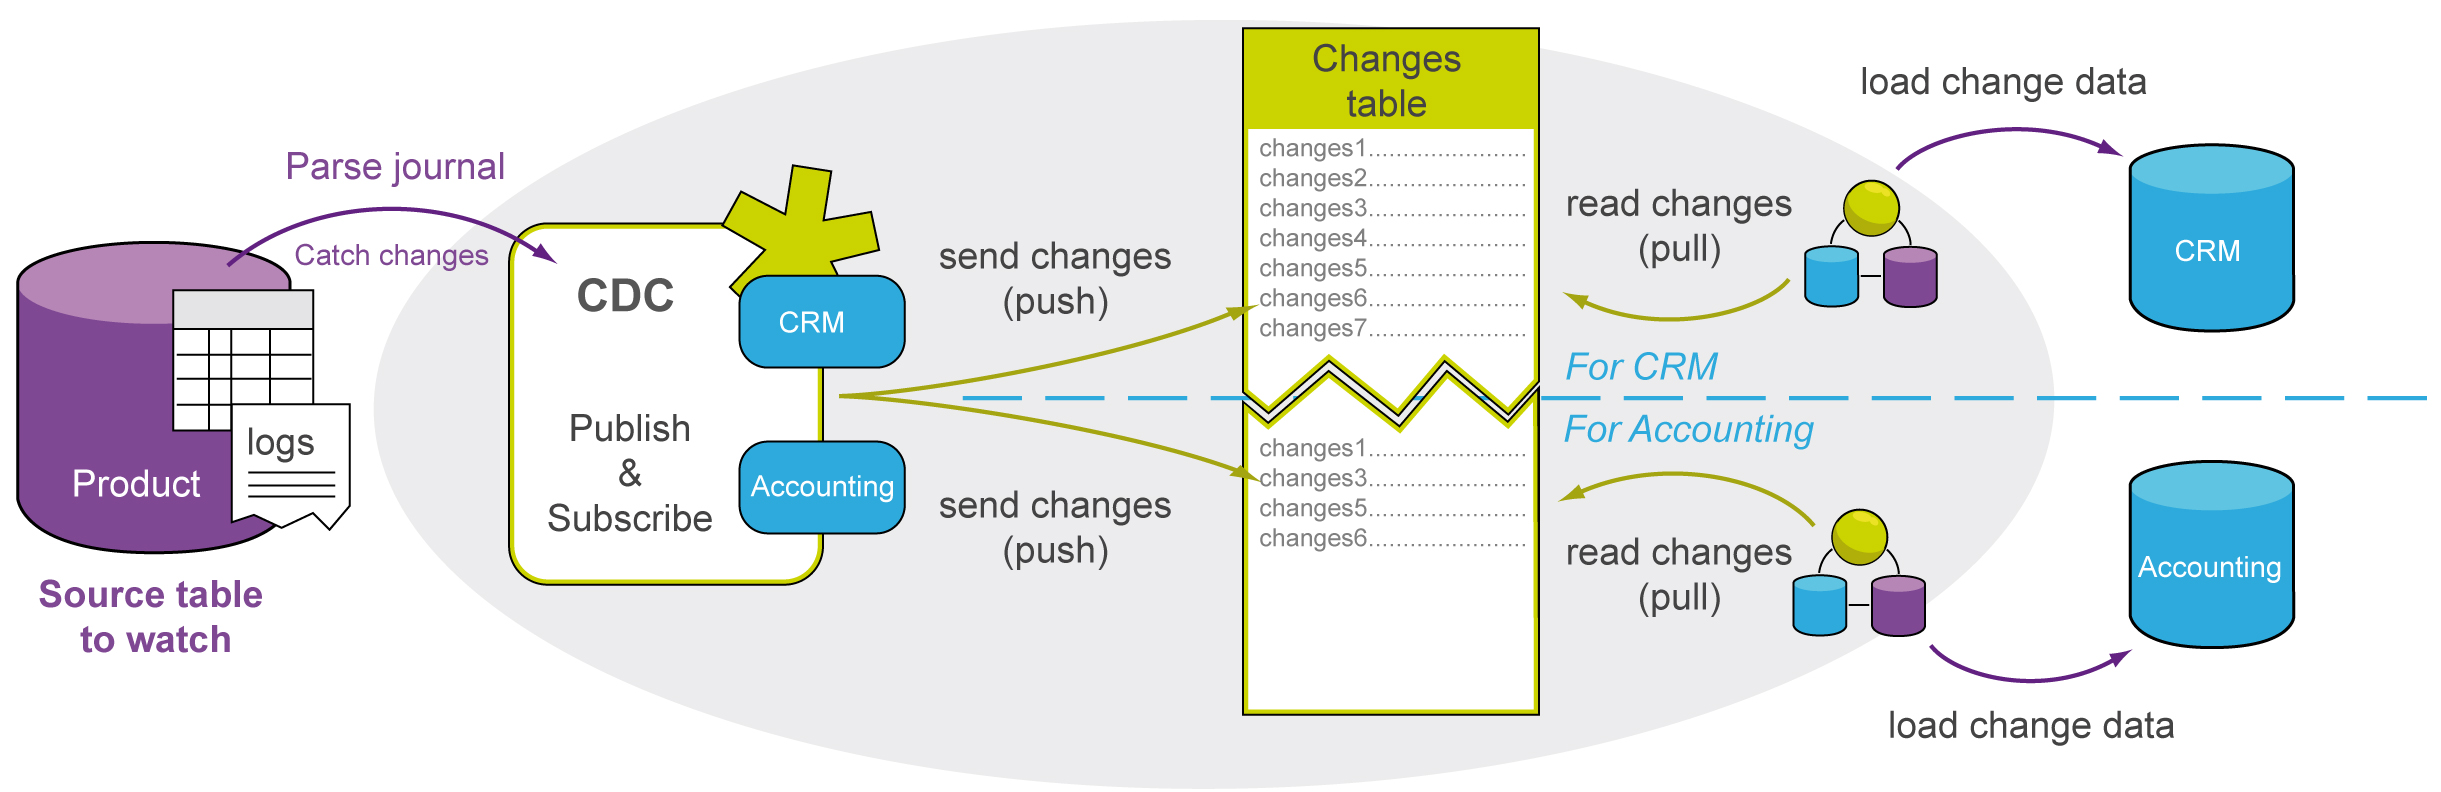 Parse journal
Catch changes
logs
Product
Source table
to watch
CDC
Publish
&
Subscribe
CRM
Accounting
send changes
(push)
send changes
(push)
Changes
table
changes1.......................
changes2.......................
changes3.......................
changes4.......................
changes5.......................
changes6.......................
changes7.......................
changes1.......................
changes3.......................
changes5.......................
changes6.......................
For CRM
For Accounting
read changes
(pull)
read changes
(pull)
load change data
CRM
Accounting
load change data